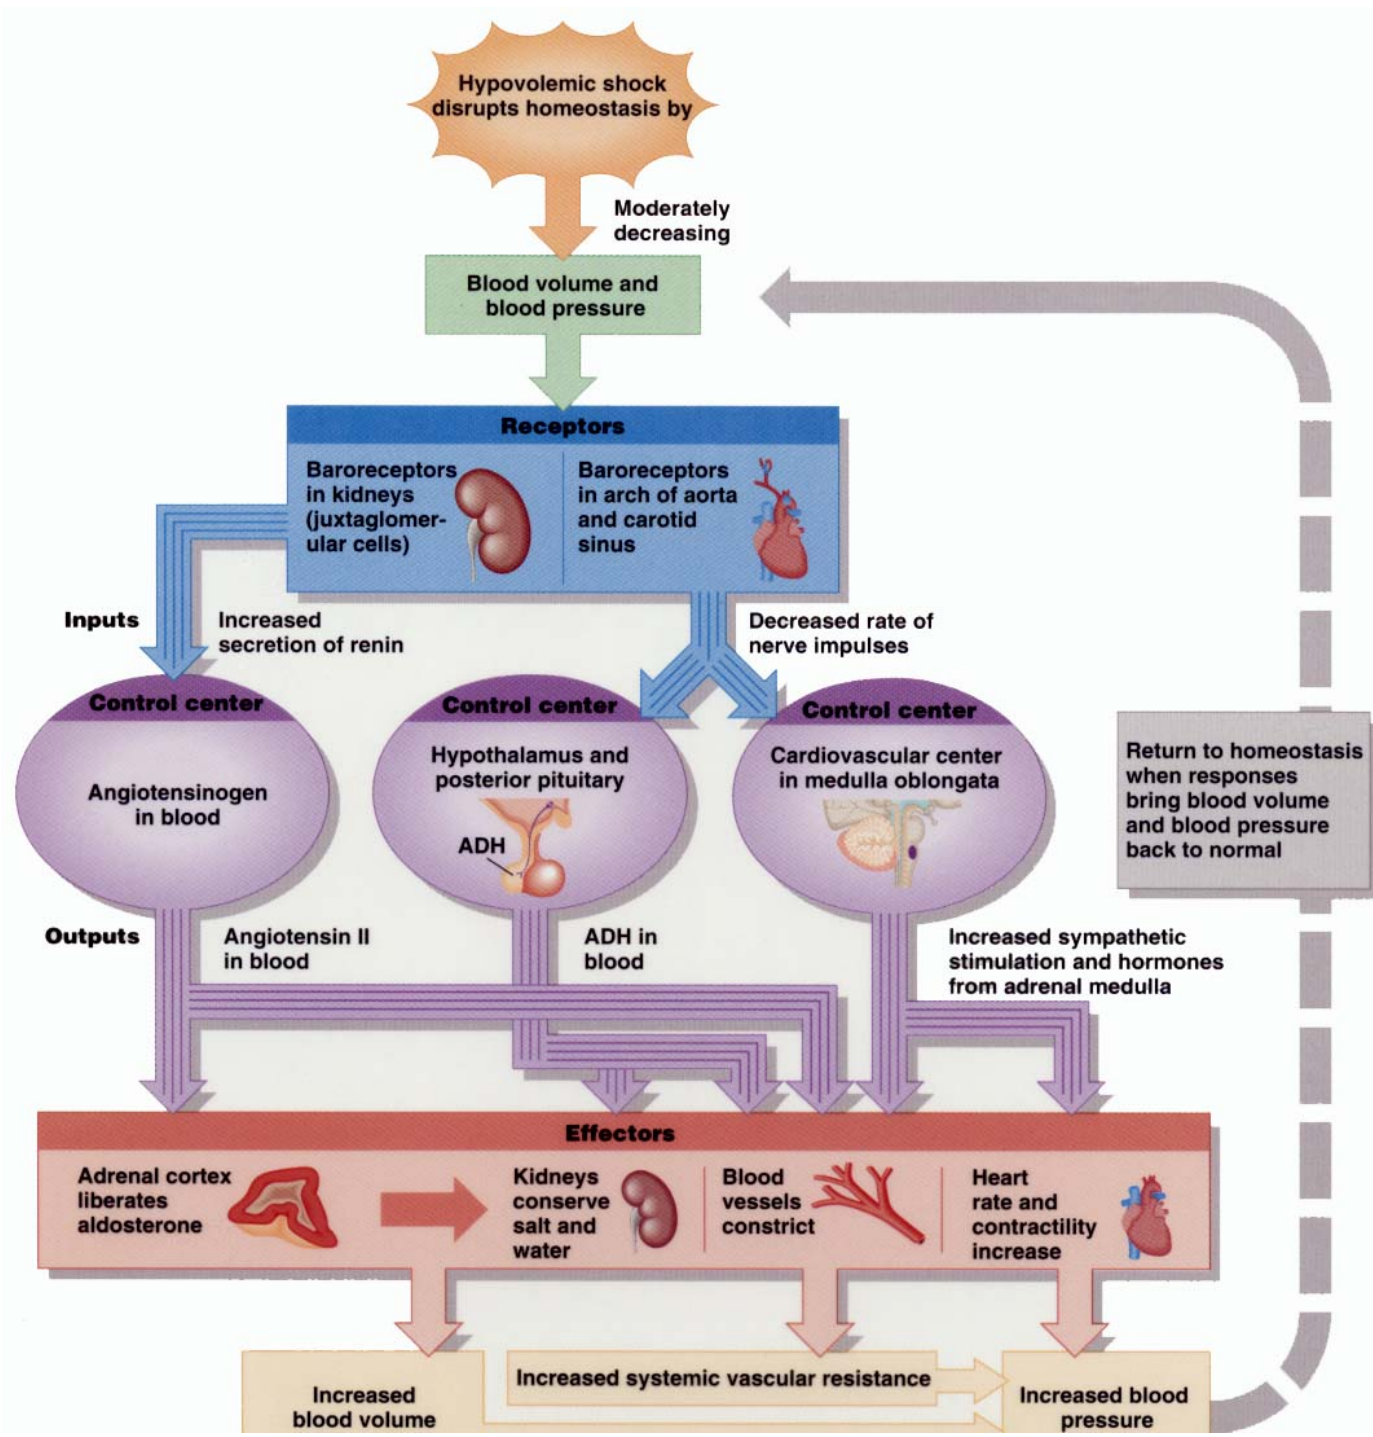 Hypovolemic shock
disrupts homeostasis by
Moderately
decreasing
Blood volume and
blood pressure
Receptors
Baroreceptors
in kidneys
(juxtaglomer-
ular cells)
Baroreceptors
in arch of aorta
and carotid
sinus
Inputs
Increased
secretion of renin
Decreased rate of
nerve impulses
Control center
Angiotensinogen
in blood
Control center
Hypothalamus and
posterior pituitary
ADH
Control center
Cardiovascular center
in medulla oblongata
Return to homeostasis
when responses
bring blood volume
and blood pressure
back to normal
Outputs
Angiotensin II
in blood
ADH in
blood
Increased sympathetic
stimulation and hormones
from adrenal medulla
Effectors
Adrenal cortex
liberates
aldosterone
Kidneys
conserve
salt and
water
Blood
vessels
constrict
Heart
rate and
contractility
increase
Increased
blood volume
Increased systemic vascular resistance
Increased blood
pressure